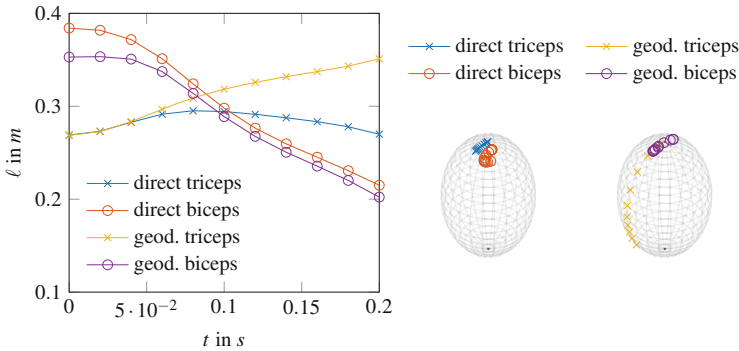 0.4
0.3
0.2
0.1
ℓ in m
direct triceps
direct biceps
geod. triceps
geod. biceps
0
5 · 10⁻²
0.1
0.15
0.2
t in s
direct triceps geod. triceps
direct biceps geod. biceps